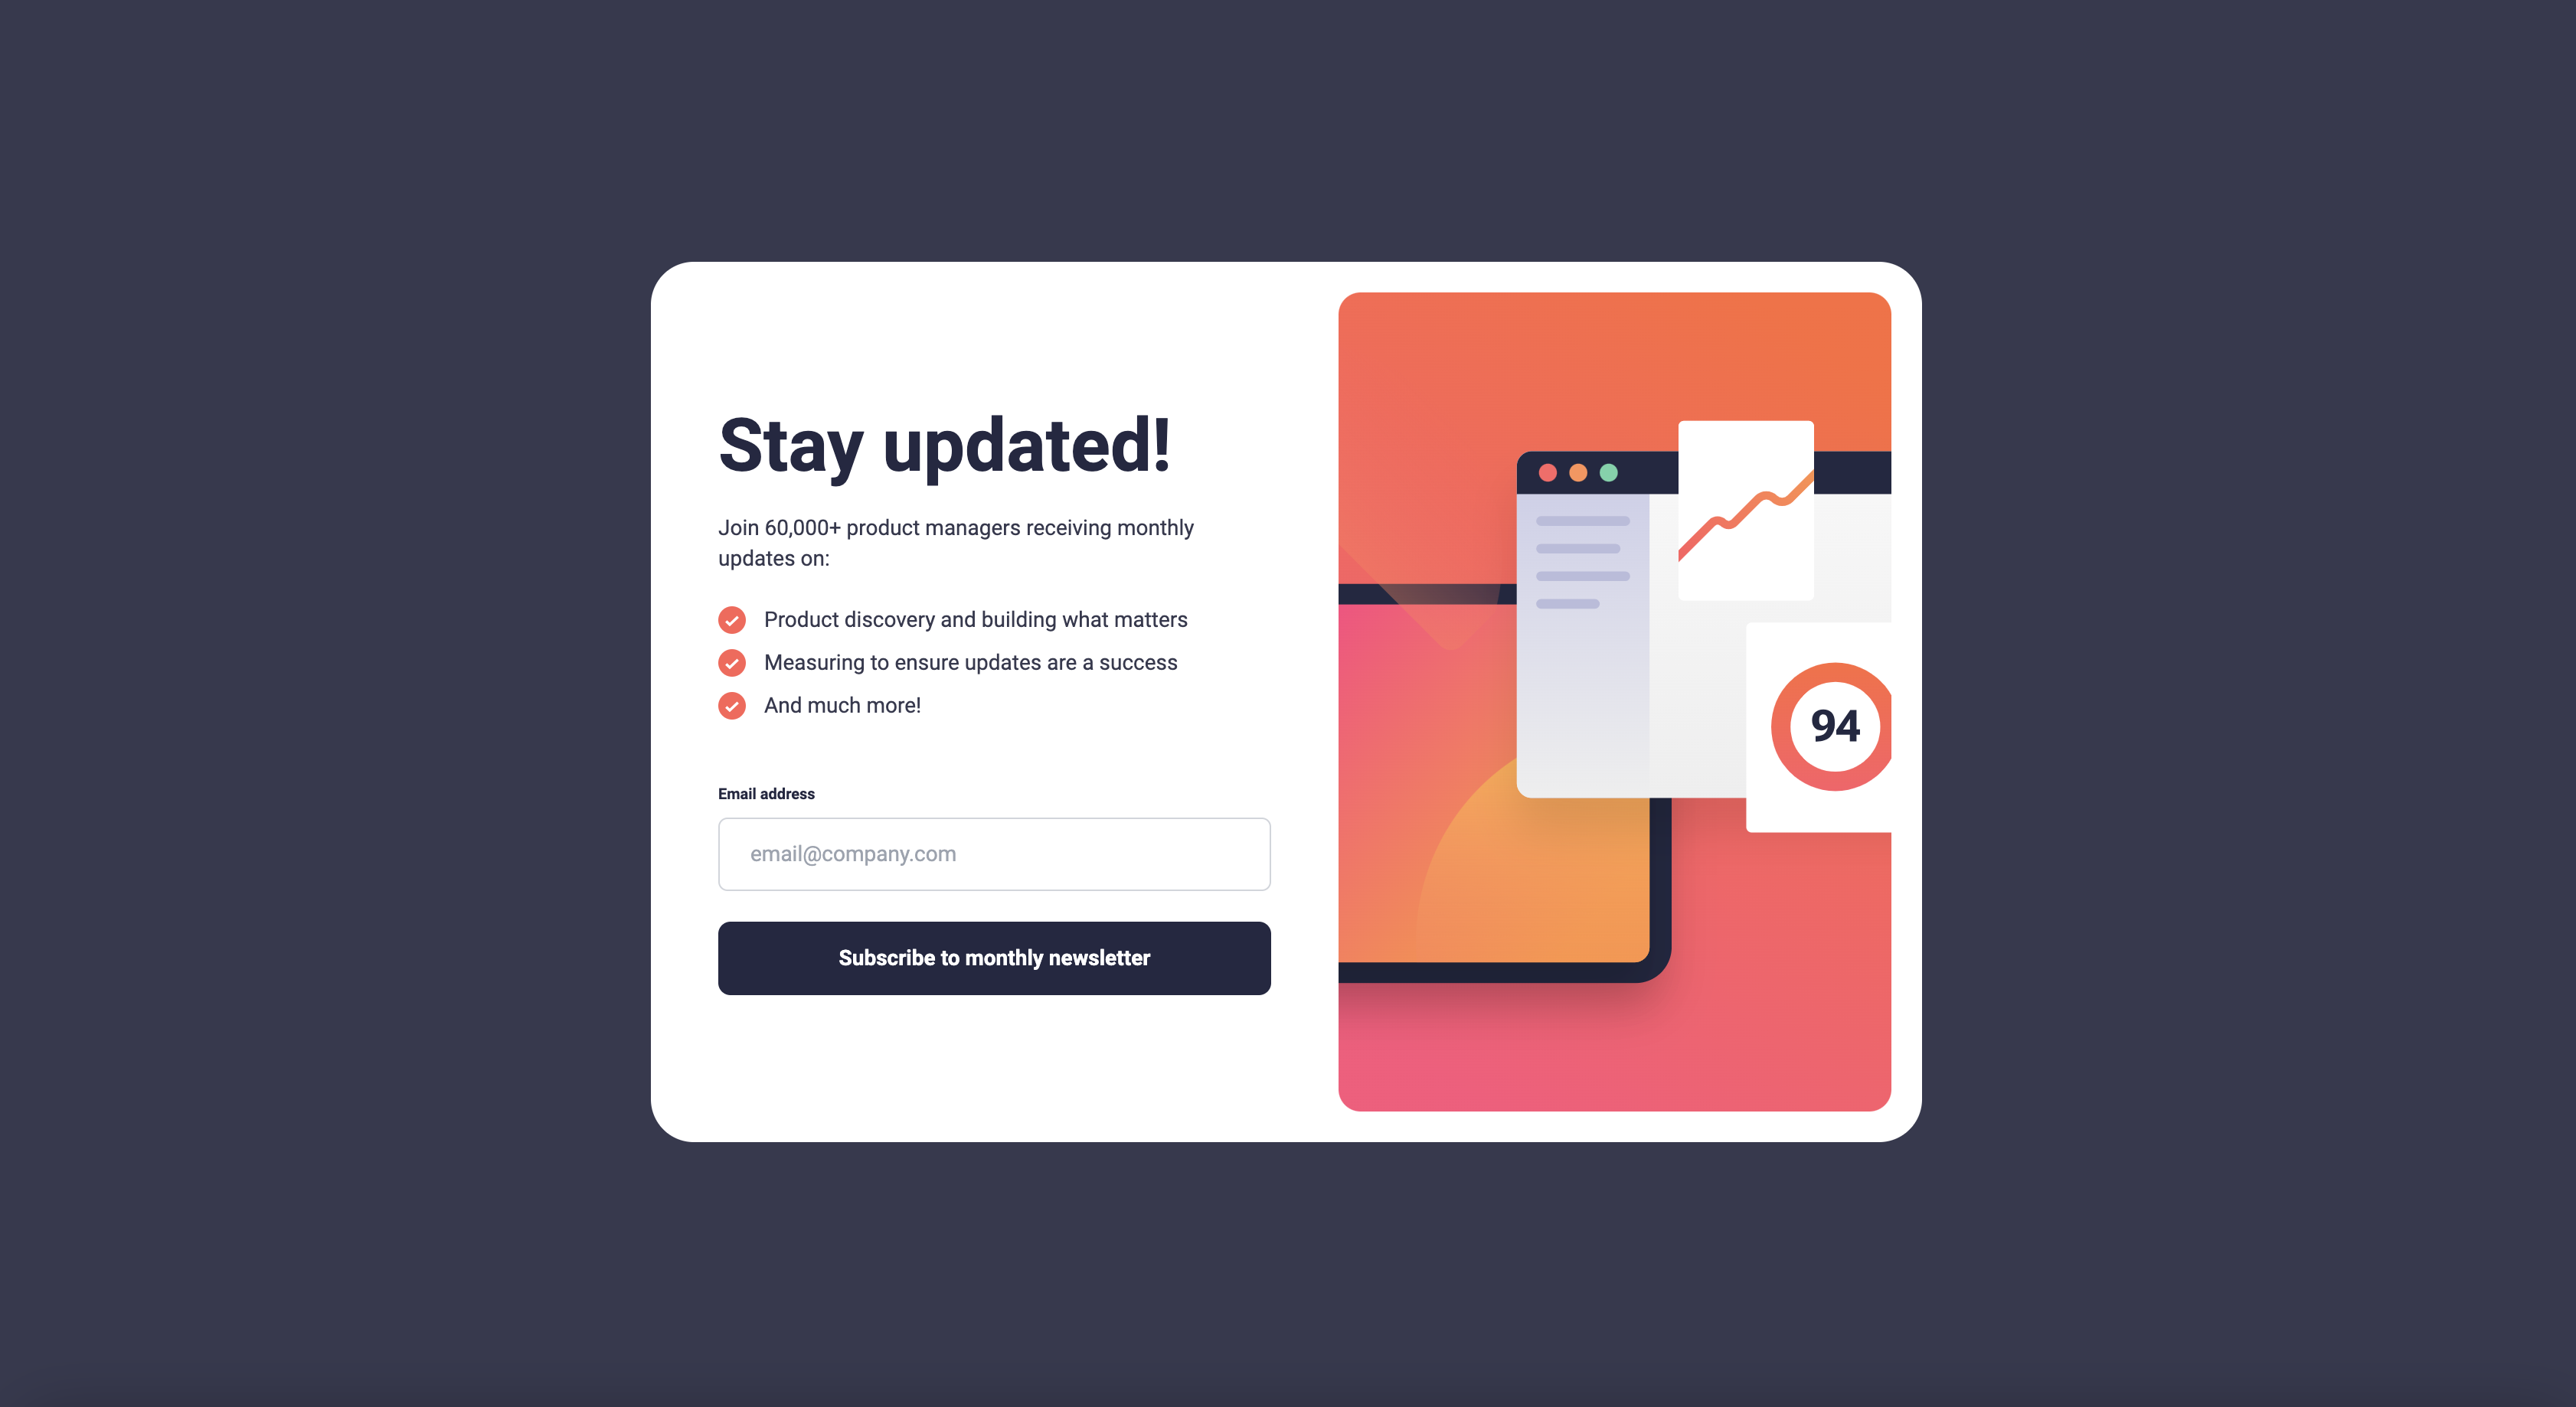 Stay updated!
Join 60,000+ product managers receiving monthly
updates on:
Product discovery and building what matters
Measuring to ensure updates are a success
And much more!
Email address
email@company.com
Subscribe to monthly newsletter
94